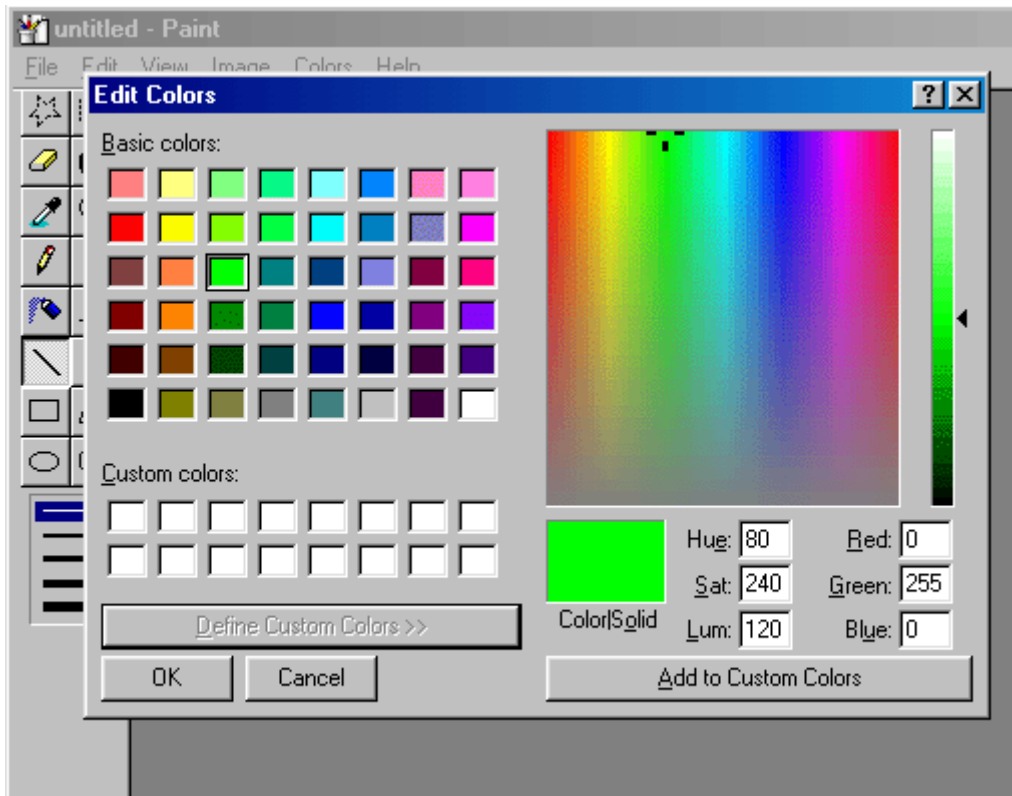 untitled - Paint
File Edit View Image Colors Help
Edit Colors
Basic colors:
Custom colors:
Define Custom Colors >>
OK Cancel
Color|Solid
Hue: 80 Red: 0
Sat: 240 Green: 255
Lum: 120 Blue: 0
Add to Custom Colors